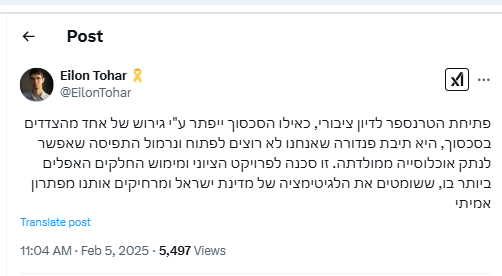 Post
Eilon Tohar
@EilonTohar
פתיחת הטרנספר לדיון ציבורי, כאילו הסכסוך ייפתר ע"י גירוש של אחד מהצדדים
בסכסוך, היא תיבת פנדורה שאנחנו לא רוצים לפתוח ונרמול התפיסה שאפשר
לנתק אוכלוסייה ממולדתה. זו סכנה לפרויקט הציוני ומימוש החלקים האפלים
ביותר בו, ששומטים את הלגיטימציה של מדינת ישראל ומרחיקים אותנו מפתרון
אמיתי
Translate post
11:04 AM · Feb 5, 2025 · 5,497 Views